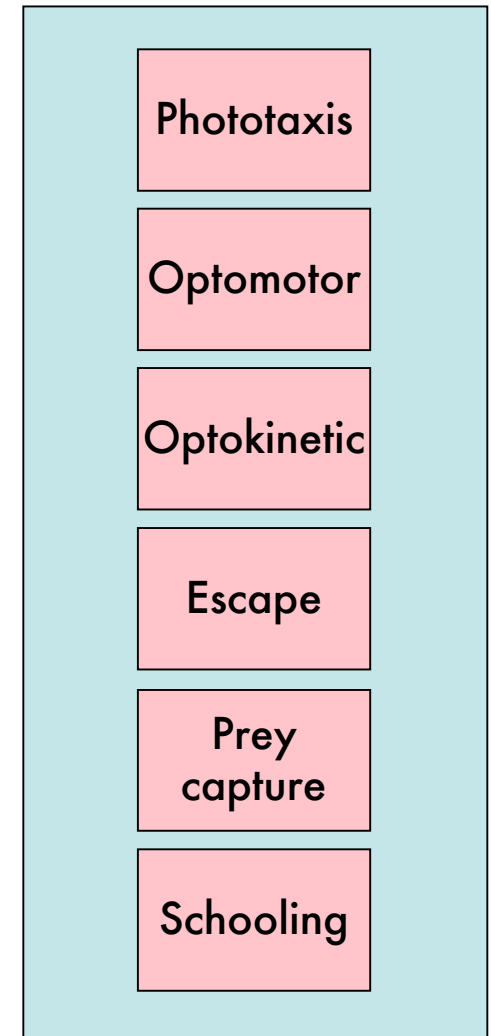 Phototaxis
Optomotor
Optokinetic
Escape
Prey
capture
Schooling